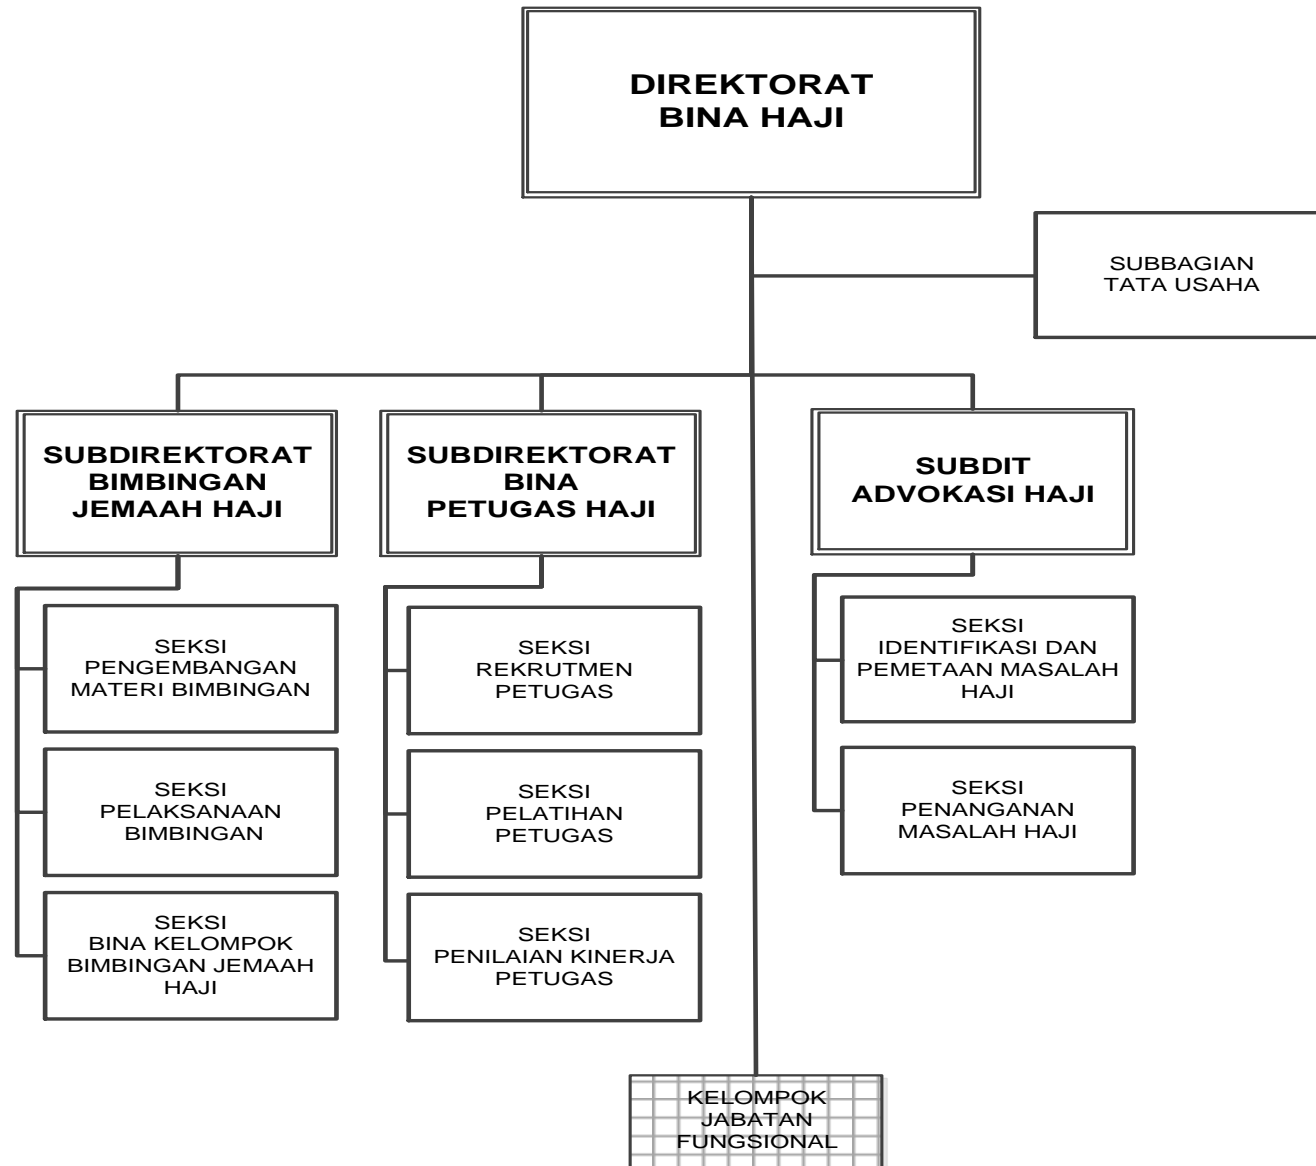 DIREKTORAT
BINA HAJI
SUBBAGIAN
TATA USAHA
SUBDIREKTORAT
BIMBINGAN
JEMAAH HAJI
SUBDIREKTORAT
BINA
PETUGAS HAJI
SUBDIT
ADVOKASI HAJI
SEKSI
PENGEMBANGAN
MATERI BIMBINGAN
SEKSI
PELAKSANAAN
BIMBINGAN
SEKSI
BINA KELOMPOK
BIMBINGAN JEMAAH
HAJI
SEKSI
REKRUTMEN
PETUGAS
SEKSI
PELATIHAN
PETUGAS
SEKSI
PENILAIAN KINERJA
PETUGAS
SEKSI
IDENTIFIKASI DAN
PEMETAAN MASALAH
HAJI
SEKSI
PENANGANAN
MASALAH HAJI
KELOMPOK
JABATAN
FUNGSIONAL